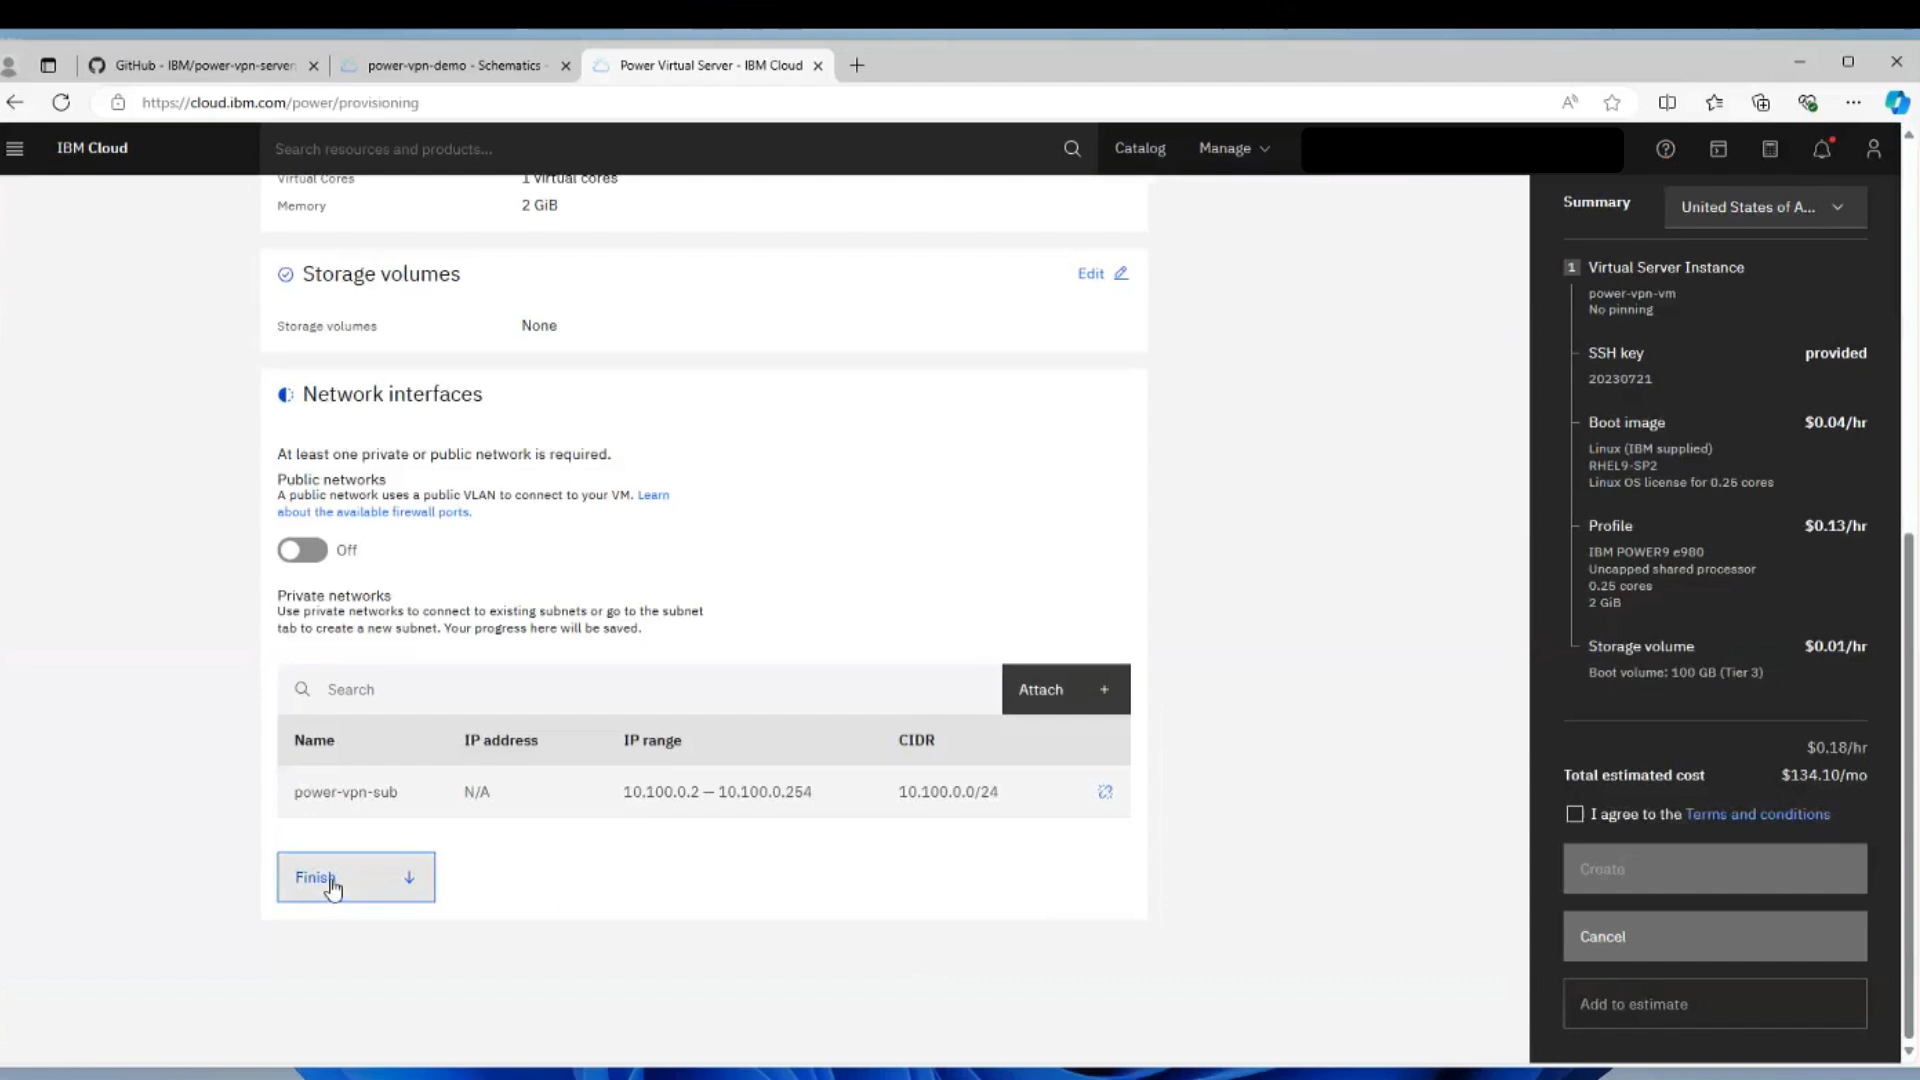 GitHub - IBM/power-vpn-server
power-vpn-demo - Schematics -
Power Virtual Server - IBM Cloud
https://cloud.ibm.com/power/provisioning
IBM Cloud
Search resources and products...
Catalog
Manage
Virtual Cores
1 virtual cores
Memory
2 GiB
Storage volumes
Edit
Storage volumes
None
Network interfaces
At least one private or public network is required.
Public networks
A public network uses a public VLAN to connect to your VM. Learn
about the available firewall ports.
Off
Private networks
Use private networks to connect to existing subnets or go to the subnet
tab to create a new subnet. Your progress here will be saved.
Search
Attach +
Name IP address IP range CIDR
power-vpn-sub N/A 10.100.0.2 – 10.100.0.254 10.100.0.0/24
Finish
Summary
United States of A...
1 Virtual Server Instance
power-vpn-vm
No pinning
SSH key provided
20230721
Boot image $0.04/hr
Linux (IBM supplied)
RHEL9-SP2
Linux OS license for 0.25 cores
Profile $0.13/hr
IBM POWER9 e980
Uncapped shared processor
0.25 cores
2 GiB
Storage volume $0.01/hr
Boot volume: 100 GB (Tier 3)
$0.18/hr
Total estimated cost $134.10/mo
I agree to the Terms and conditions
Create
Cancel
Add to estimate